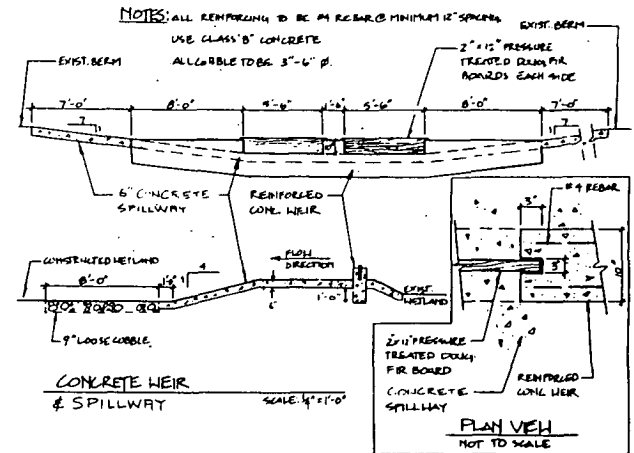 NOTES: ALL REINFORCING TO BE #4 REBAR @ MINIMUM 12" SPACING
USE CLASS "B" CONCRETE
ALL COBBLE TO BE 3"-6" Ø.
EXIST. BERM
EXIST. BERM
2"x12" PRESSURE
TREATED DOUG. FIR
BOARDS EACH SIDE
7'-0"
8'-0"
5'-6"
1'-6"
5'-6"
8'-0"
7'-0"
7
1
7
6" CONCRETE
SPILLWAY
REINFORCED
CONC. WEIR
CONSTRUCTED WETLAND
8'-0"
1'-6"
1
4
FLOW
DIRECTION
6"
1'-0"
EXIST.
WETLAND
9" LOOSE COBBLE
CONCRETE WEIR
& SPILLWAY
SCALE: 1/4"=1'-0"
#4 REBAR
3"
3"
10"
2"x12" PRESSURE
TREATED DOUG.
FIR BOARD
CONCRETE
SPILLWAY
REINFORCED
CONC. WEIR
PLAN VIEW
NOT TO SCALE